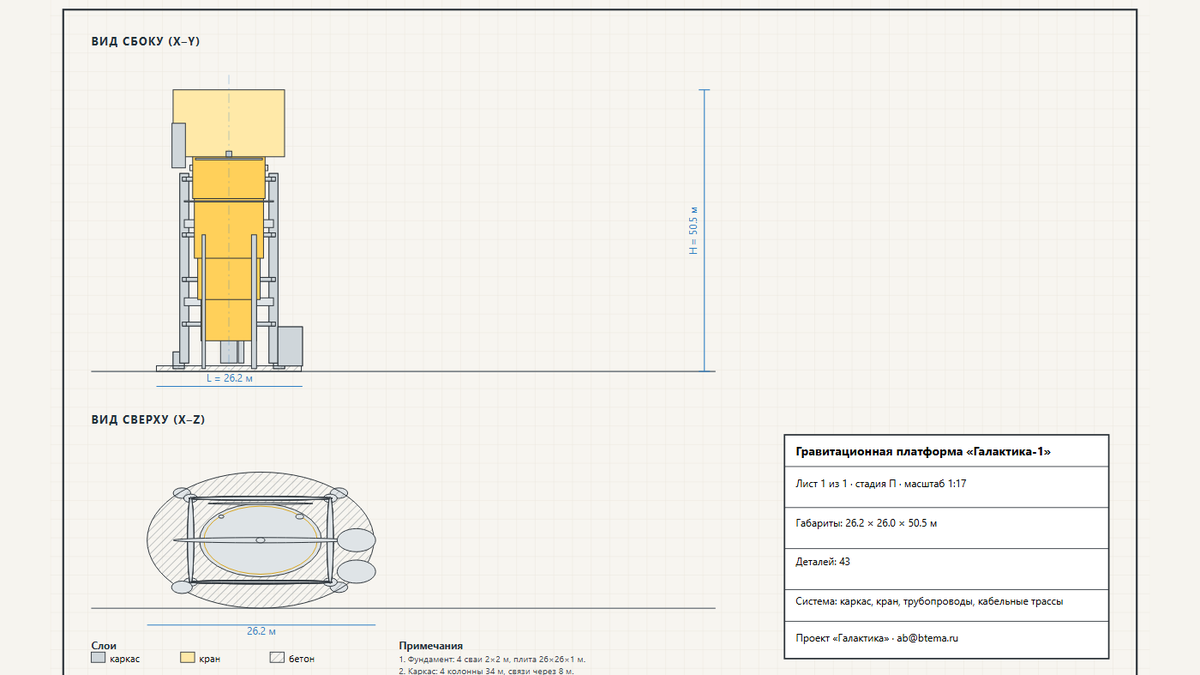 ВИД СБОКУ (X–Y)
H = 50.5 м
L = 26.2 м
ВИД СВЕРХУ (X–Z)
26.2 м
Гравитационная платформа «Галактика-1»
Лист 1 из 1 · стадия П · масштаб 1:17
Габариты: 26.2 × 26.0 × 50.5 м
Деталей: 43
Система: каркас, кран, трубопроводы, кабельные трассы
Проект «Галактика» · ab@btema.ru
Слои
каркас
кран
бетон
Примечания
1. Фундамент: 4 сваи 2×2 м, плита 26×26×1 м.
2. Каркас: 4 колонны 34 м, связи через 8 м.